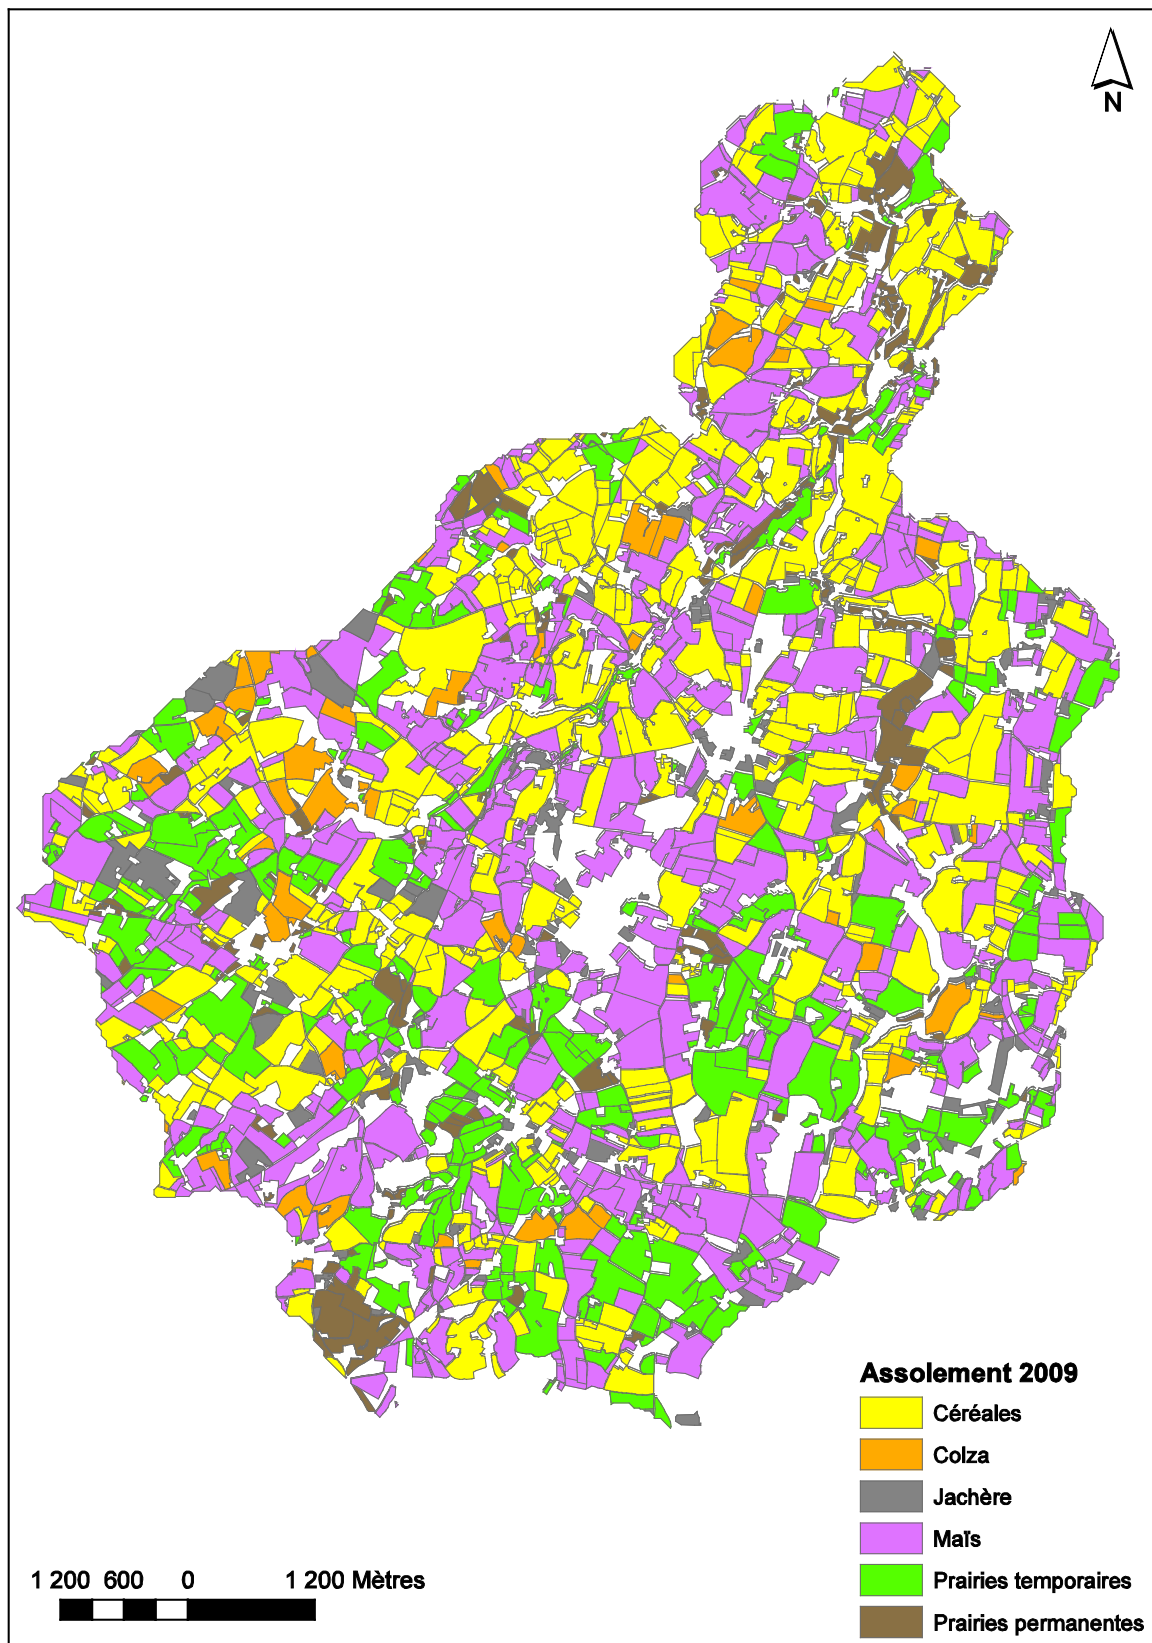 N
Assolement 2009
Céréales
Colza
Jachère
Maïs
Prairies temporaires
Prairies permanentes
1 200 600 0 1 200 Mètres